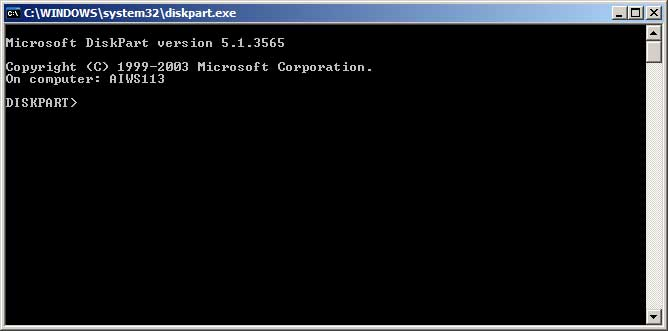 C:\WINDOWS\system32\diskpart.exe
Microsoft DiskPart version 5.1.3565
Copyright (C) 1999-2003 Microsoft Corporation.
On computer: AIWS113
DISKPART>